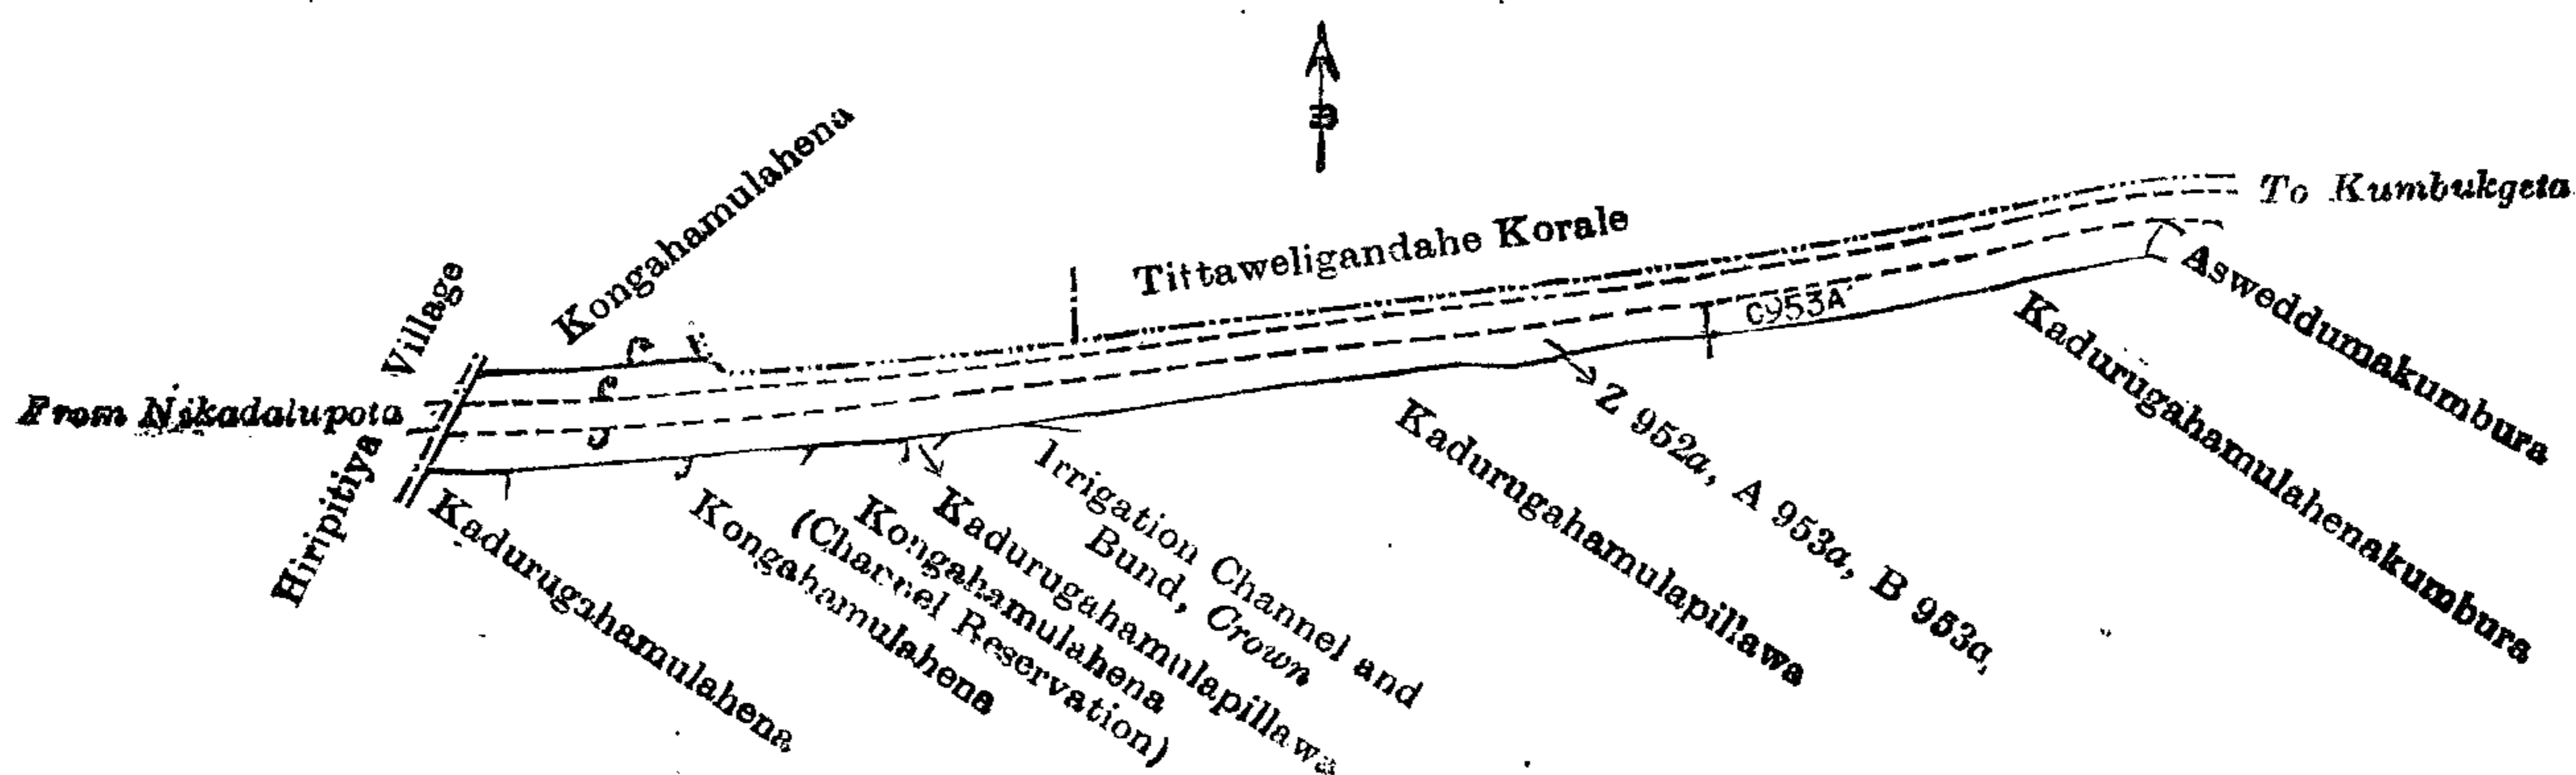 Kongahamulahena
Tittaweligandahe Korale
To Kumbukgeta
Village
From Nikadalupota
Hiripitiya
C953A
Asweddumakumbura
Kadurugahamulahenakumbura
Z 952a, A 953a, B 953a,
Kadurugahamulapillawa
Irrigation Channel and
Bund, Crown
Kadurugahamulapillawa
Kongahamulahena
(Channel Reservation)
Kongahamulahena
Kadurugahamulahena